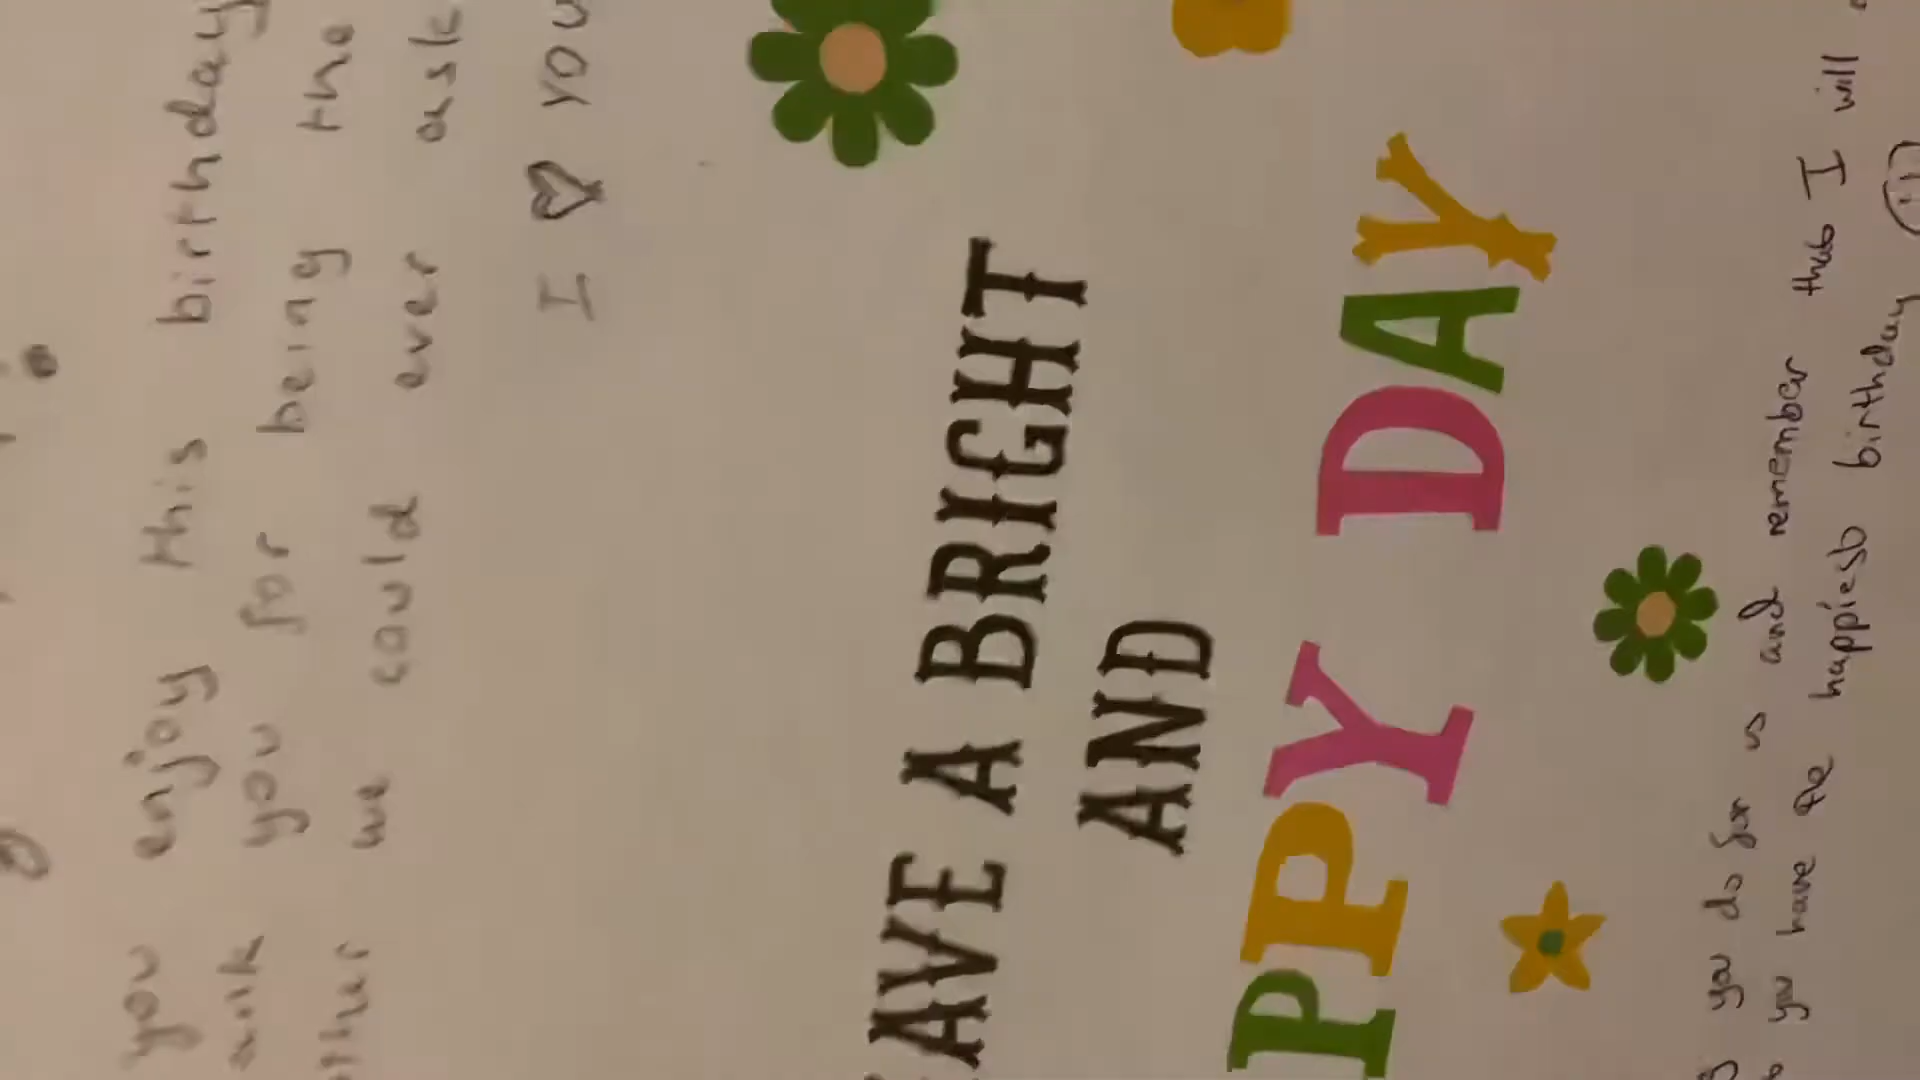 you enjoy this birthday
you for being the
we could ever ask
I ♡ you
AVE A BRIGHT
AND
PPY DAY
you do for us and remember that I will
you have the happiest birthday